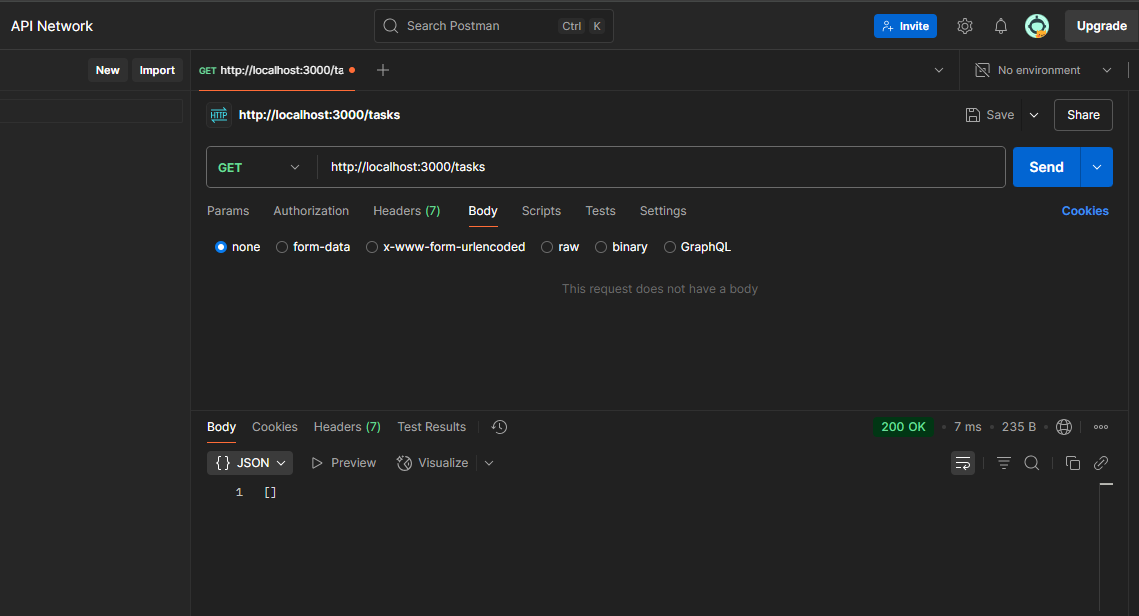 API Network Search Postman Ctrl K Invite Upgrade
New Import GET http://localhost:3000/ta No environment
HTTP http://localhost:3000/tasks Save Share
GET http://localhost:3000/tasks Send
Params Authorization Headers (7) Body Scripts Tests Settings Cookies
none form-data x-www-form-urlencoded raw binary GraphQL
This request does not have a body
Body Cookies Headers (7) Test Results 200 OK • 7 ms • 235 B •
{} JSON Preview Visualize
1 []